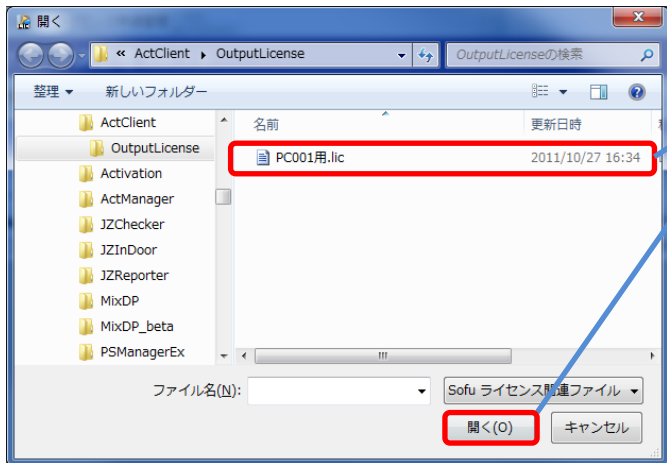 開く
« ActClient ▸ OutputLicense
OutputLicenseの検索
整理 ▼ 新しいフォルダー
ActClient
OutputLicense
Activation
ActManager
JZChecker
JZInDoor
JZReporter
MixDP
MixDP_beta
PSManagerEx
名前 更新日時
PC001用.lic 2011/10/27 16:34
ファイル名(N):
Sofu ライセンス関連ファイル
開く(O) キャンセル